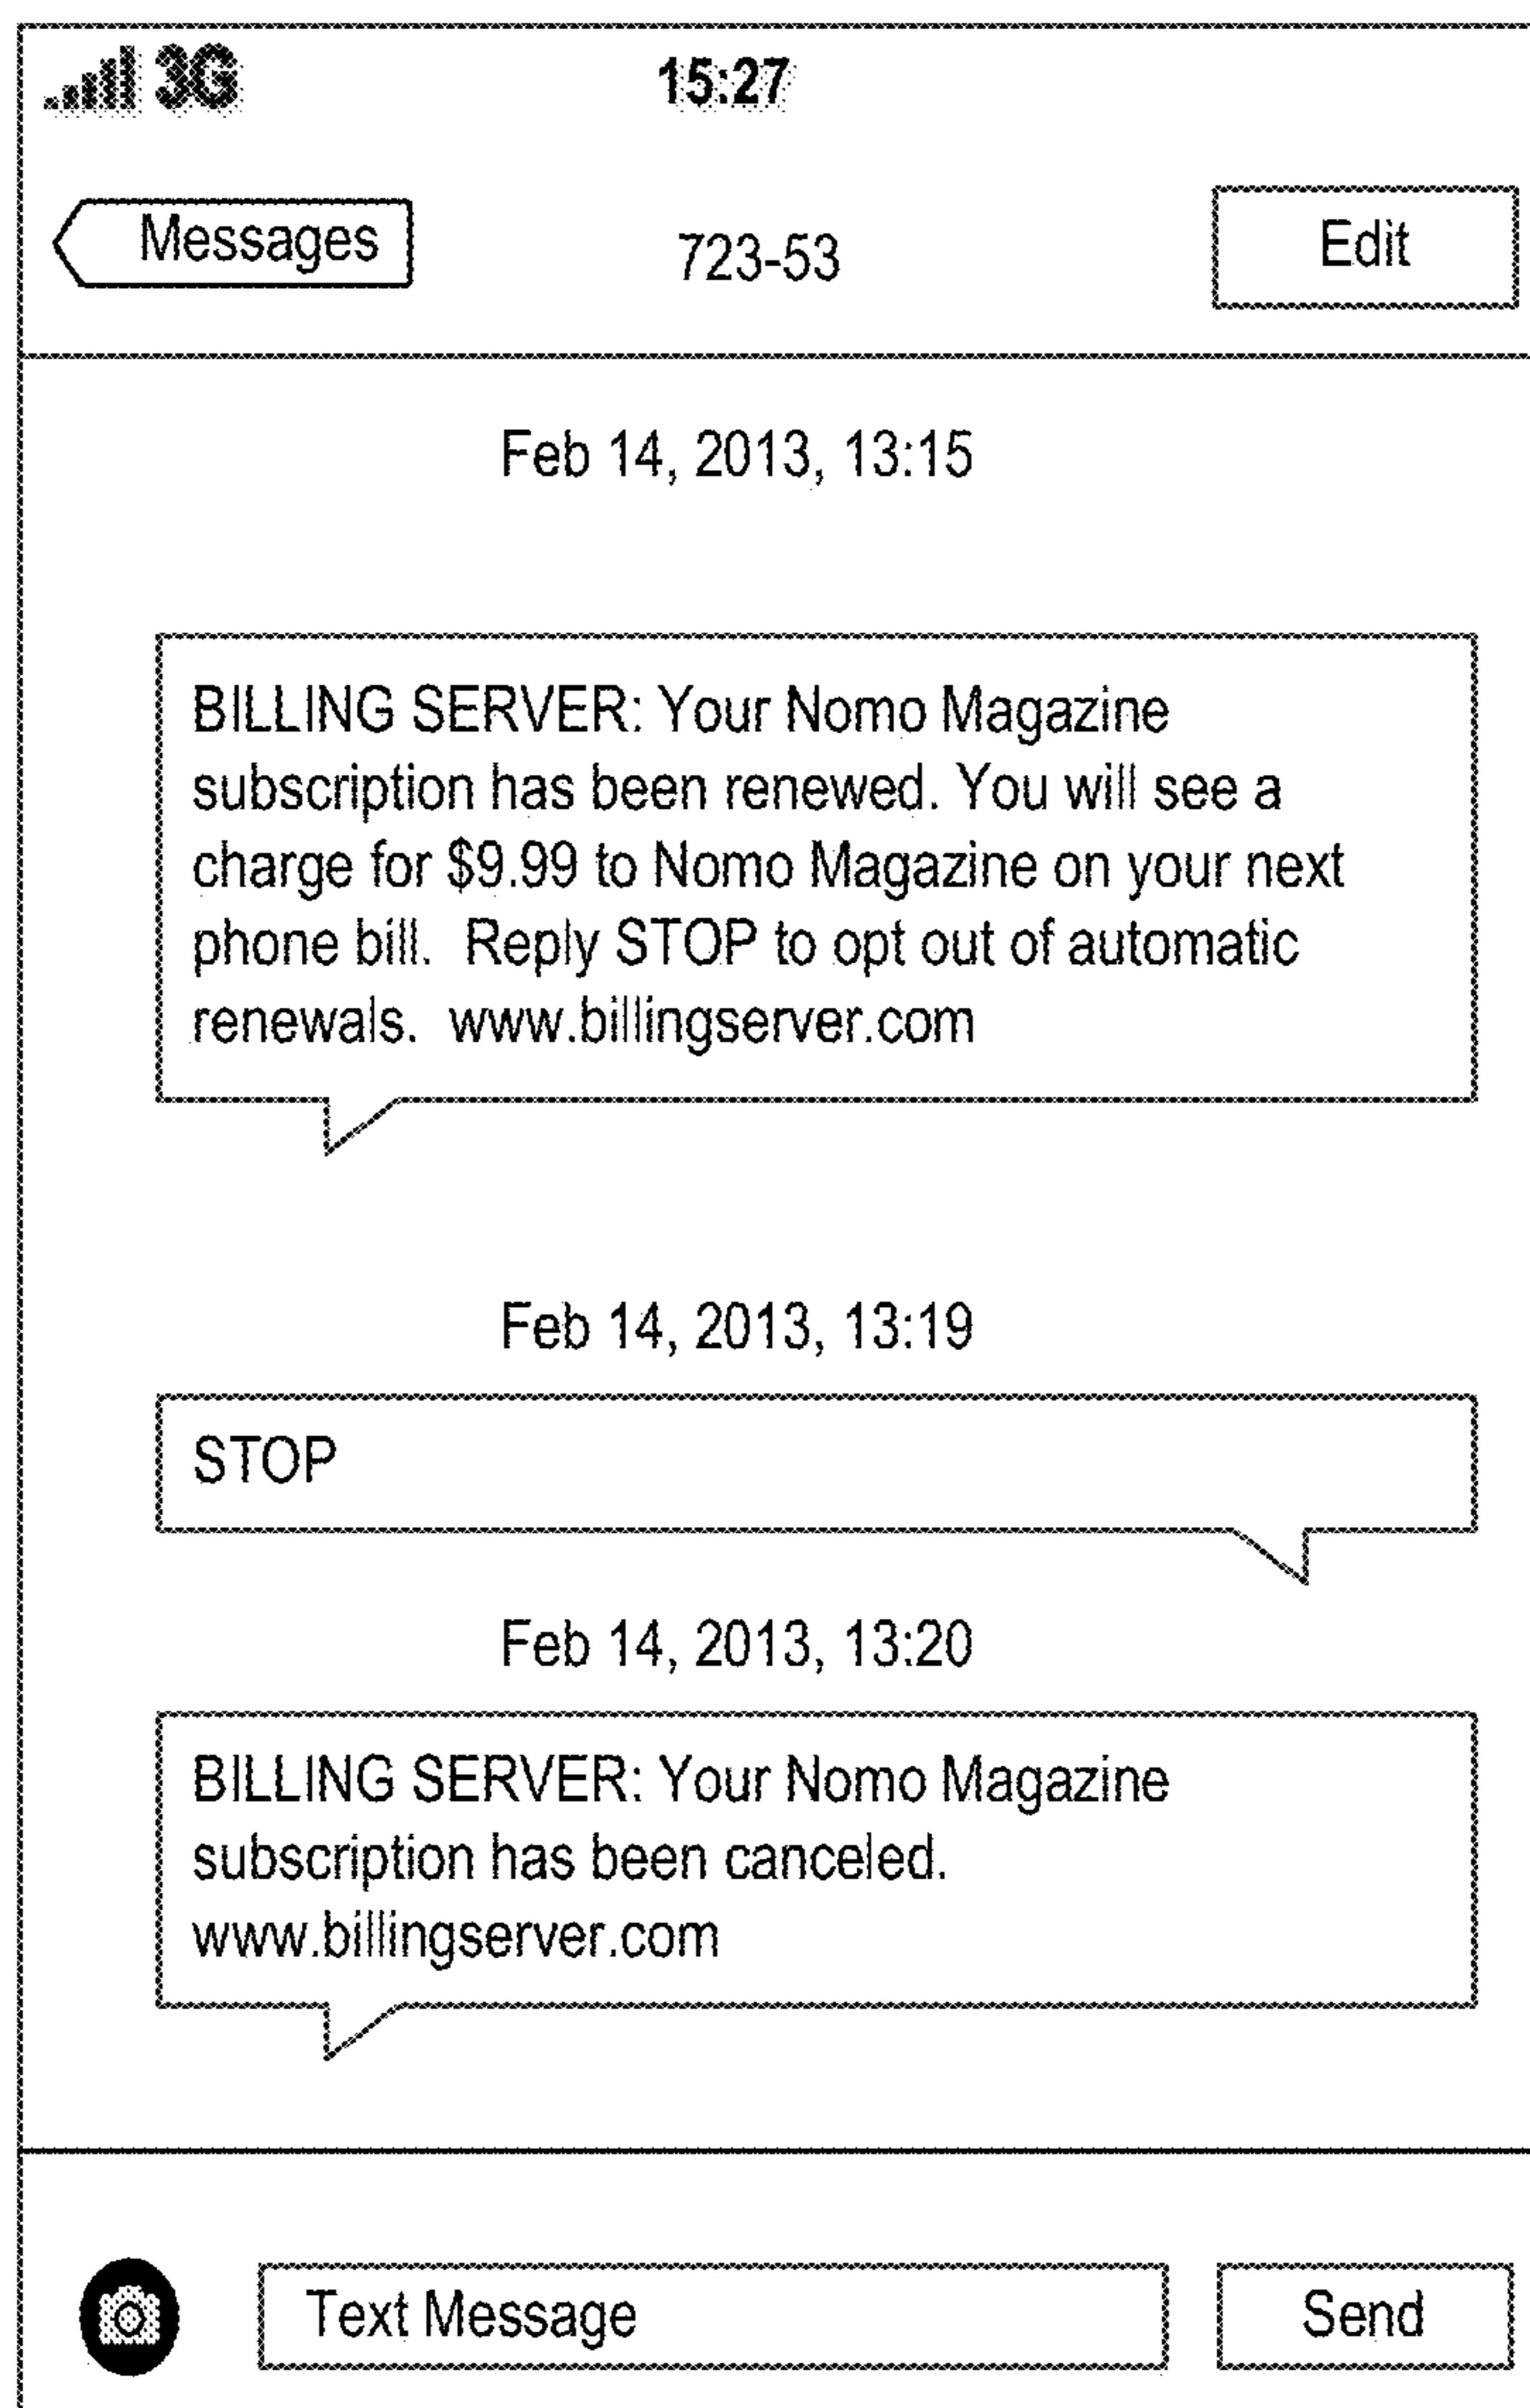 3G 15:27
Messages 723-53 Edit
Feb 14, 2013, 13:15
BILLING SERVER: Your Nomo Magazine
subscription has been renewed. You will see a
charge for $9.99 to Nomo Magazine on your next
phone bill.  Reply STOP to opt out of automatic
renewals.  www.billingserver.com
Feb 14, 2013, 13:19
STOP
Feb 14, 2013, 13:20
BILLING SERVER: Your Nomo Magazine
subscription has been canceled.
www.billingserver.com
Text Message Send